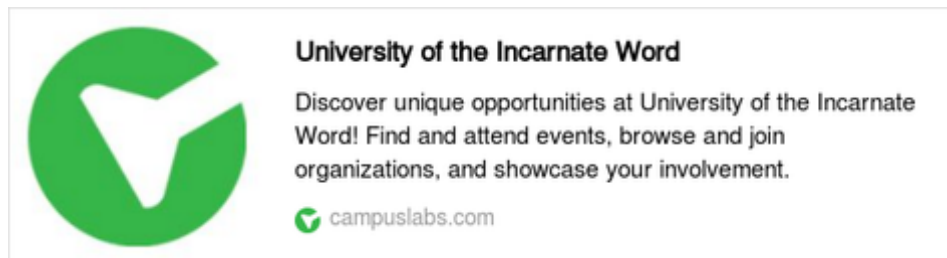 University of the Incarnate Word
Discover unique opportunities at University of the Incarnate
Word! Find and attend events, browse and join
organizations, and showcase your involvement.
campuslabs.com